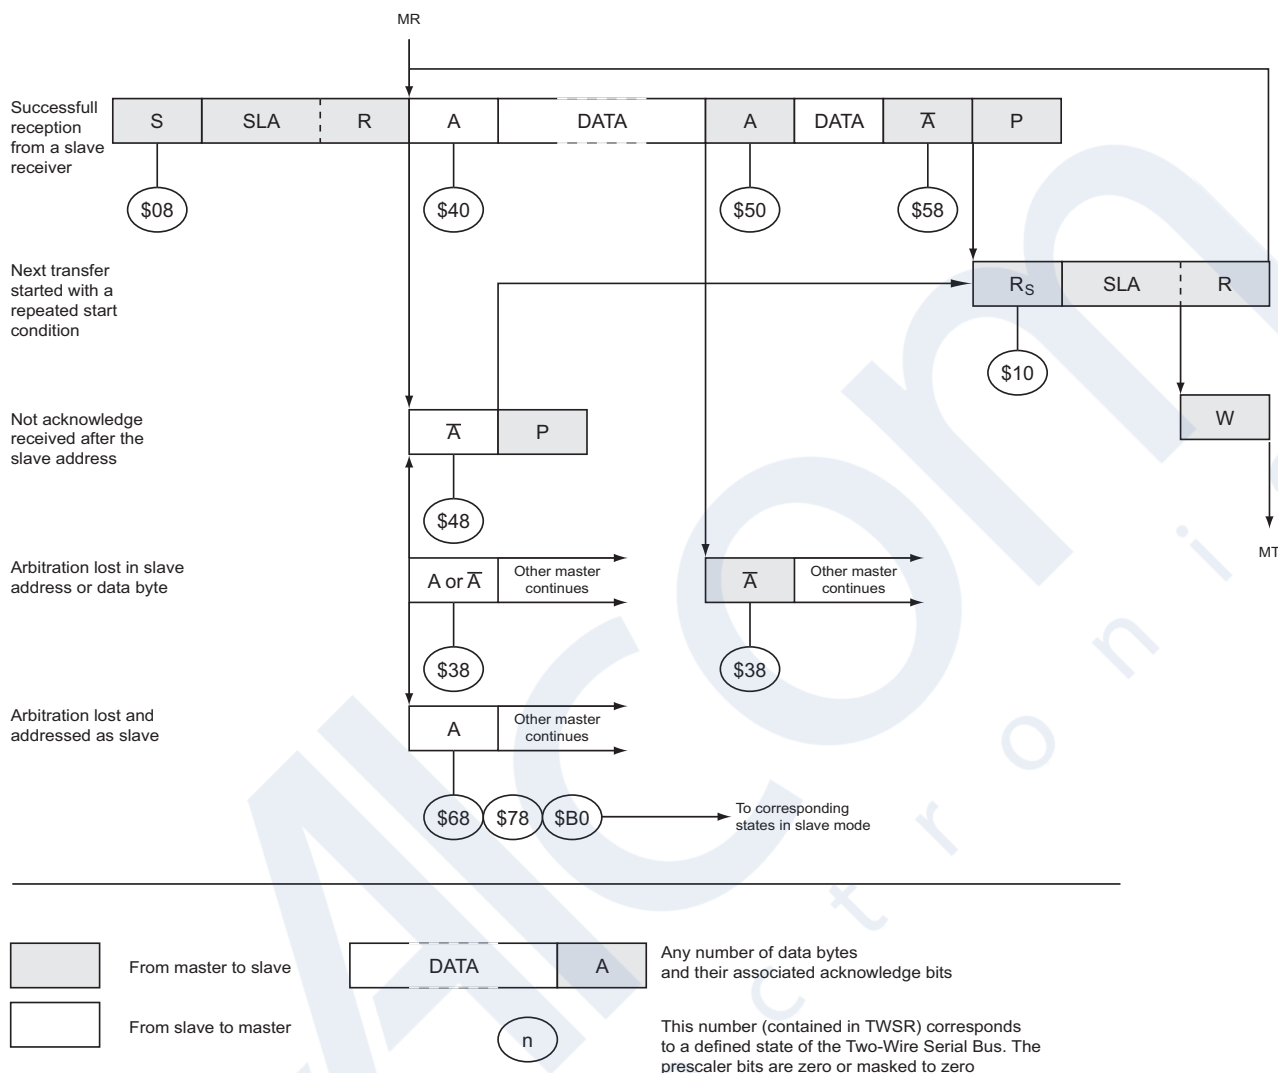 MR
Successfull
reception
from a slave
receiver
S SLA R A DATA A DATA A̅ P
$08 $40 $50 $58
Next transfer
started with a
repeated start
condition
RS SLA R
$10
Not acknowledge
received after the
slave address
A̅ P
W
$48
MT
Arbitration lost in slave
address or data byte
A or A̅
Other master
continues
A̅
Other master
continues
$38 $38
Arbitration lost and
addressed as slave
A
Other master
continues
$68 $78 $B0
To corresponding
states in slave mode
From master to slave
DATA A
Any number of data bytes
and their associated acknowledge bits
From slave to master
n
This number (contained in TWSR) corresponds
to a defined state of the Two-Wire Serial Bus. The
prescaler bits are zero or masked to zero